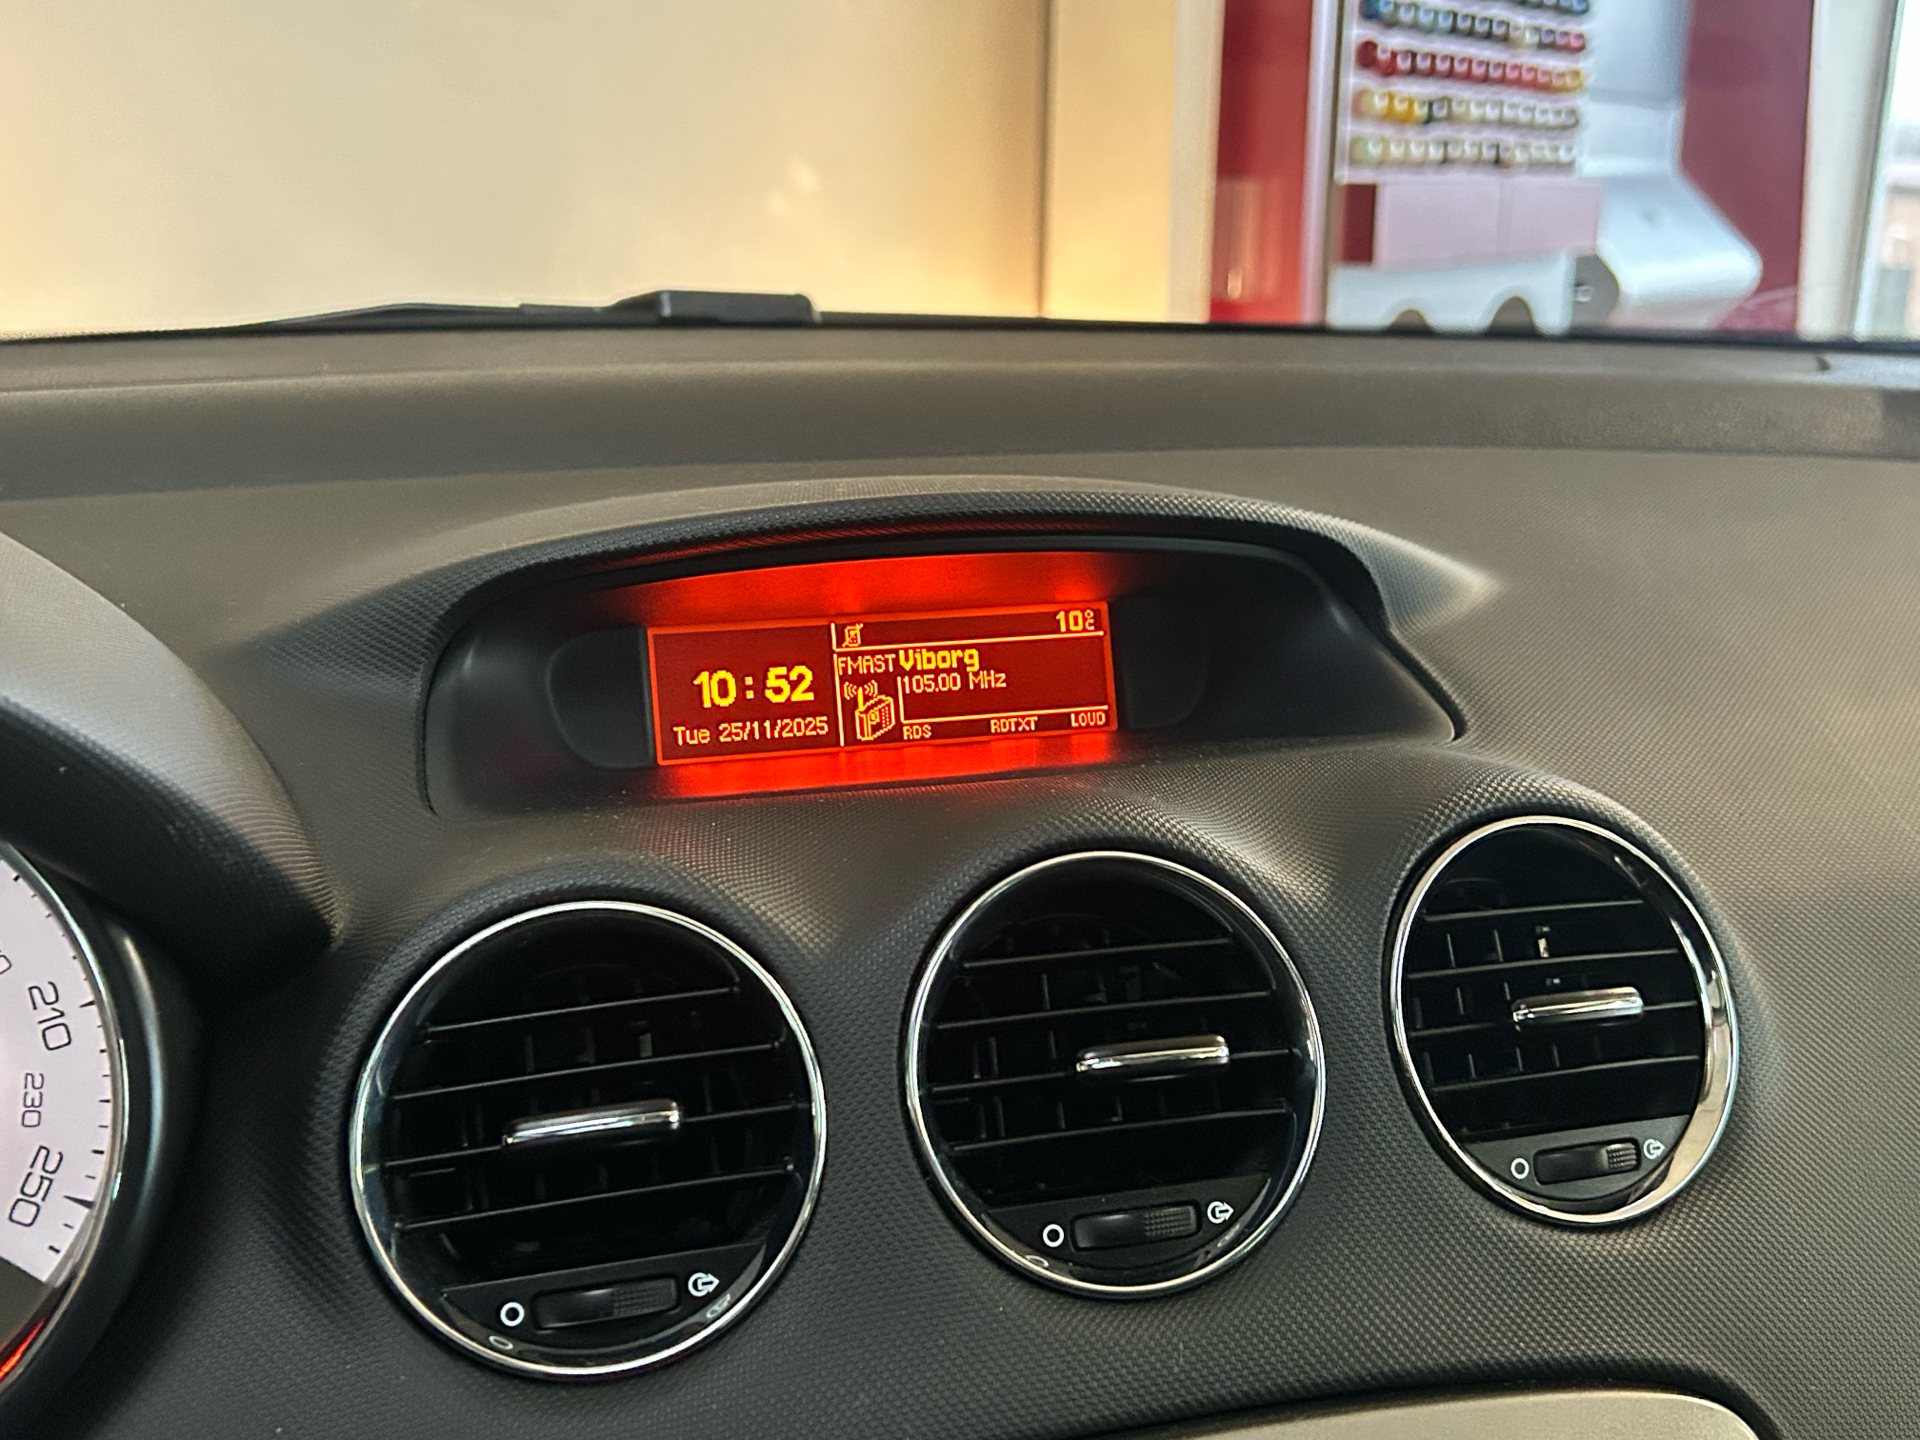 10:52
Tue 25/11/2025
10°C
FMAST Viborg
105.00 MHz
RDS RDTXT LOUD
210
230
250